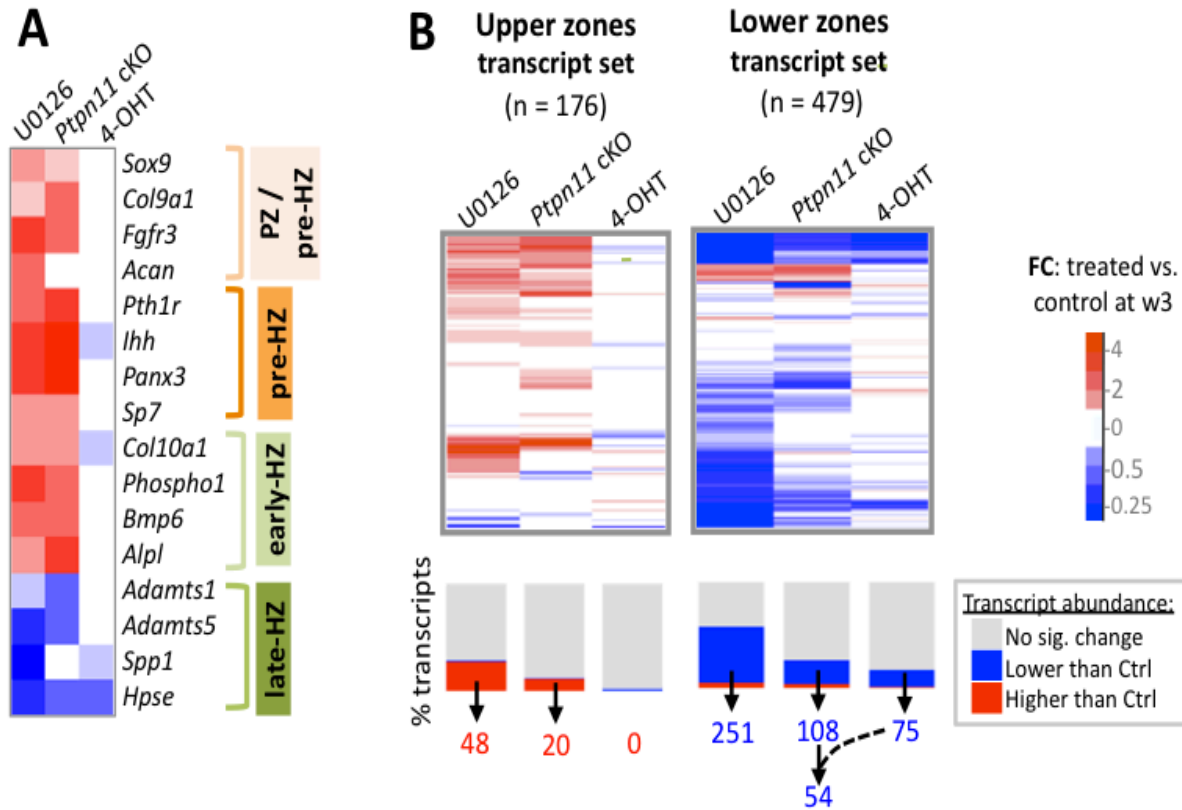 A
U0126
Ptpn11 cKO
4-OHT
Sox9
Col9a1
Fgfr3
Acan
Pth1r
Ihh
Panx3
Sp7
Col10a1
Phospho1
Bmp6
Alpl
Adamts1
Adamts5
Spp1
Hpse
PZ /
pre-HZ
pre-HZ
early-HZ
late-HZ
B
Upper zones
transcript set
(n = 176)
U0126
Ptpn11 cKO
4-OHT
Lower zones
transcript set
(n = 479)
U0126
Ptpn11 cKO
4-OHT
FC: treated vs.
control at w3
4
2
0
0.5
0.25
% transcripts
48
20
0
251
108
75
54
Transcript abundance:
No sig. change
Lower than Ctrl
Higher than Ctrl